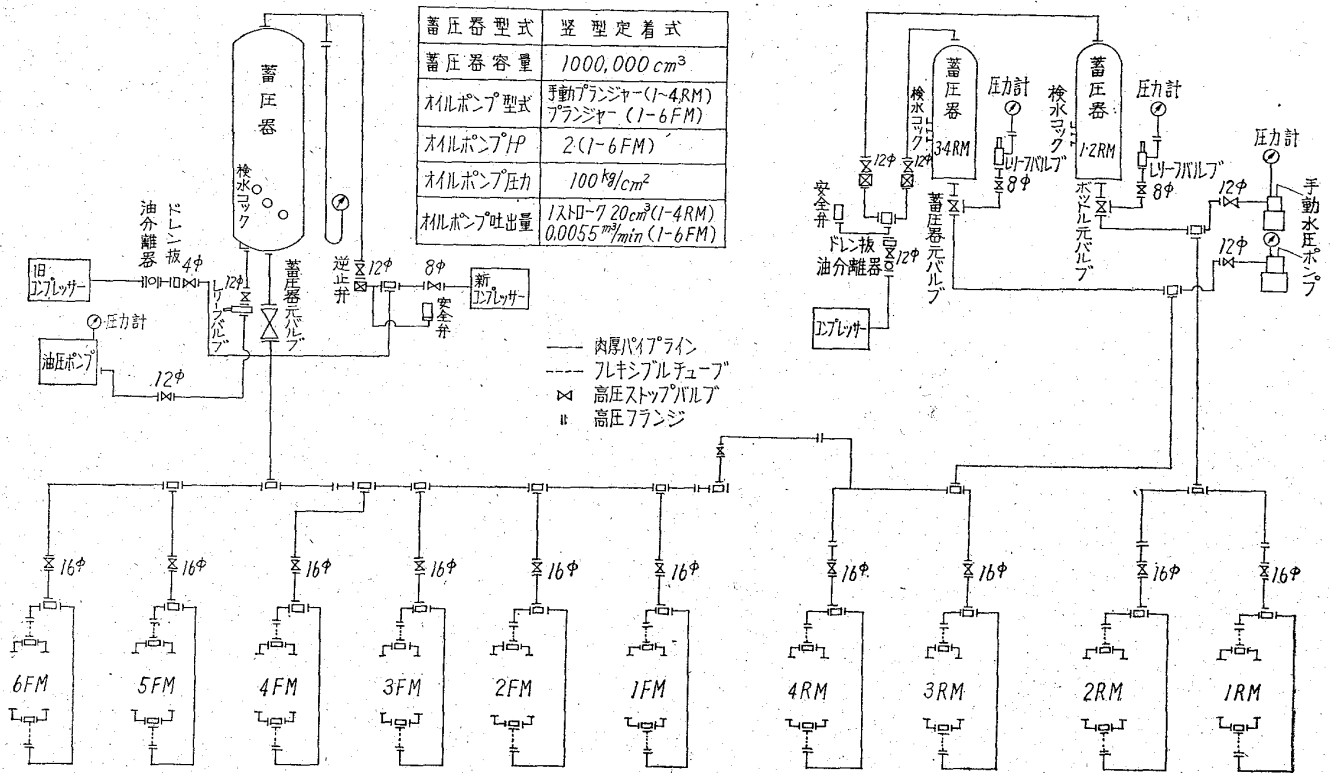 蓄圧器型式 竪型定着式
蓄圧器容量 1000,000 cm³
オイルポンプ型式 手動プランジャー(1~4RM)
プランジャー (1-6FM)
オイルポンプHP 2(1-6FM)
オイルポンプ圧力 100 kg/cm²
オイルポンプ吐出量 1ストローク 20cm³(1-4RM)
0.0055 m³/min (1-6FM)
蓄圧器
検水コック
ドレン抜
油分離器
4φ
旧コンプレッサー
12φ
レリーフバルブ
蓄圧器元バルブ
圧力計
油圧ポンプ
12φ
逆止弁
12φ
8φ
新コンプレッサー
安全弁
肉厚パイプライン
フレキシブルチューブ
高圧ストップバルブ
高圧フランジ
蓄圧器
3-4RM
検水コック
圧力計
レリーフバルブ
8φ
12φ
12φ
安全弁
ドレン抜
油分離器
12φ
蓄圧器元バルブ
コンプレッサー
蓄圧器
1-2RM
検水コック
圧力計
レリーフバルブ
8φ
ボットル元バルブ
圧力計
12φ
12φ
手動水圧ポンプ
16φ
16φ
16φ
16φ
16φ
16φ
16φ
16φ
16φ
16φ
6FM
5FM
4FM
3FM
2FM
1FM
4RM
3RM
2RM
1RM